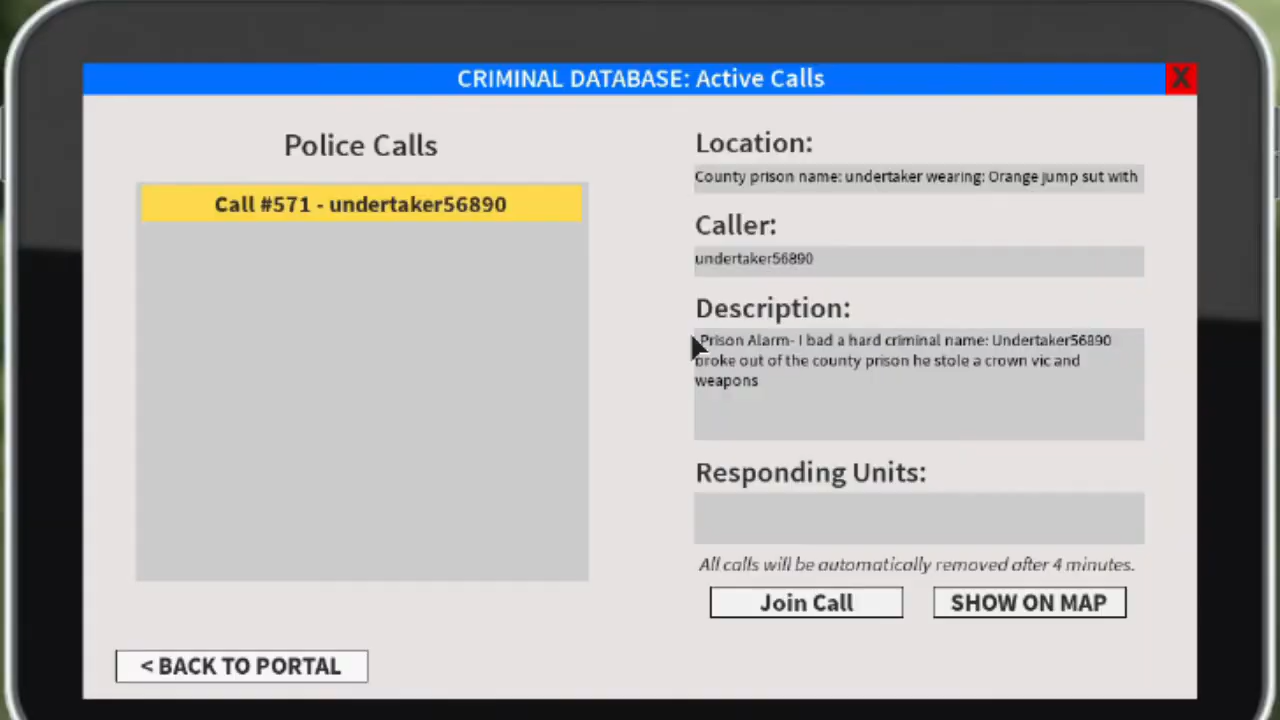 CRIMINAL DATABASE: Active Calls
X
Police Calls
Call #571 - undertaker56890
Location:
County prison name: undertaker wearing: Orange jump sut with
Caller:
undertaker56890
Description:
Prison Alarm- I bad a hard criminal name: Undertaker56890
broke out of the county prison he stole a crown vic and
weapons
Responding Units:
All calls will be automatically removed after 4 minutes.
Join Call
SHOW ON MAP
< BACK TO PORTAL